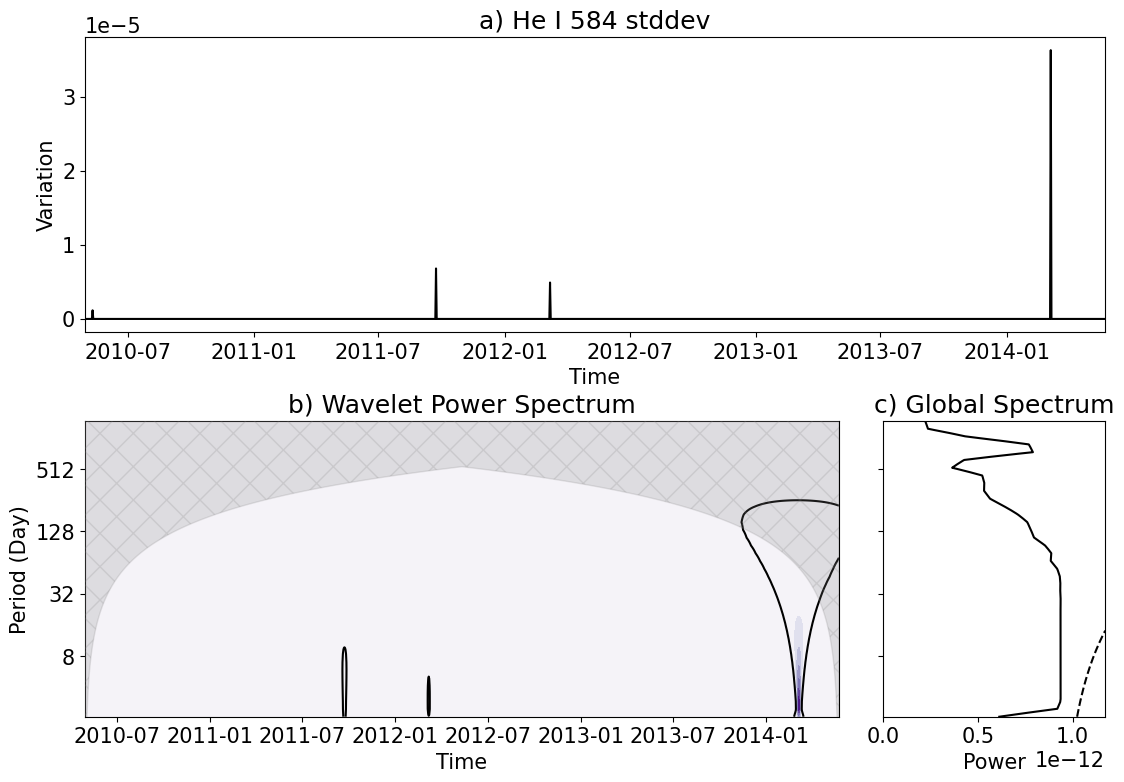 a) He I 584 stddev
1e−5
3
2
1
0
Variation
2010-07 2011-01 2011-07 2012-01 2012-07 2013-01 2013-07 2014-01
Time
b) Wavelet Power Spectrum
512
128
32
8
Period (Day)
2010-07 2011-01 2011-07 2012-01 2012-07 2013-01 2013-07 2014-01
Time
c) Global Spectrum
0.0 0.5 1.0
Power 1e−12